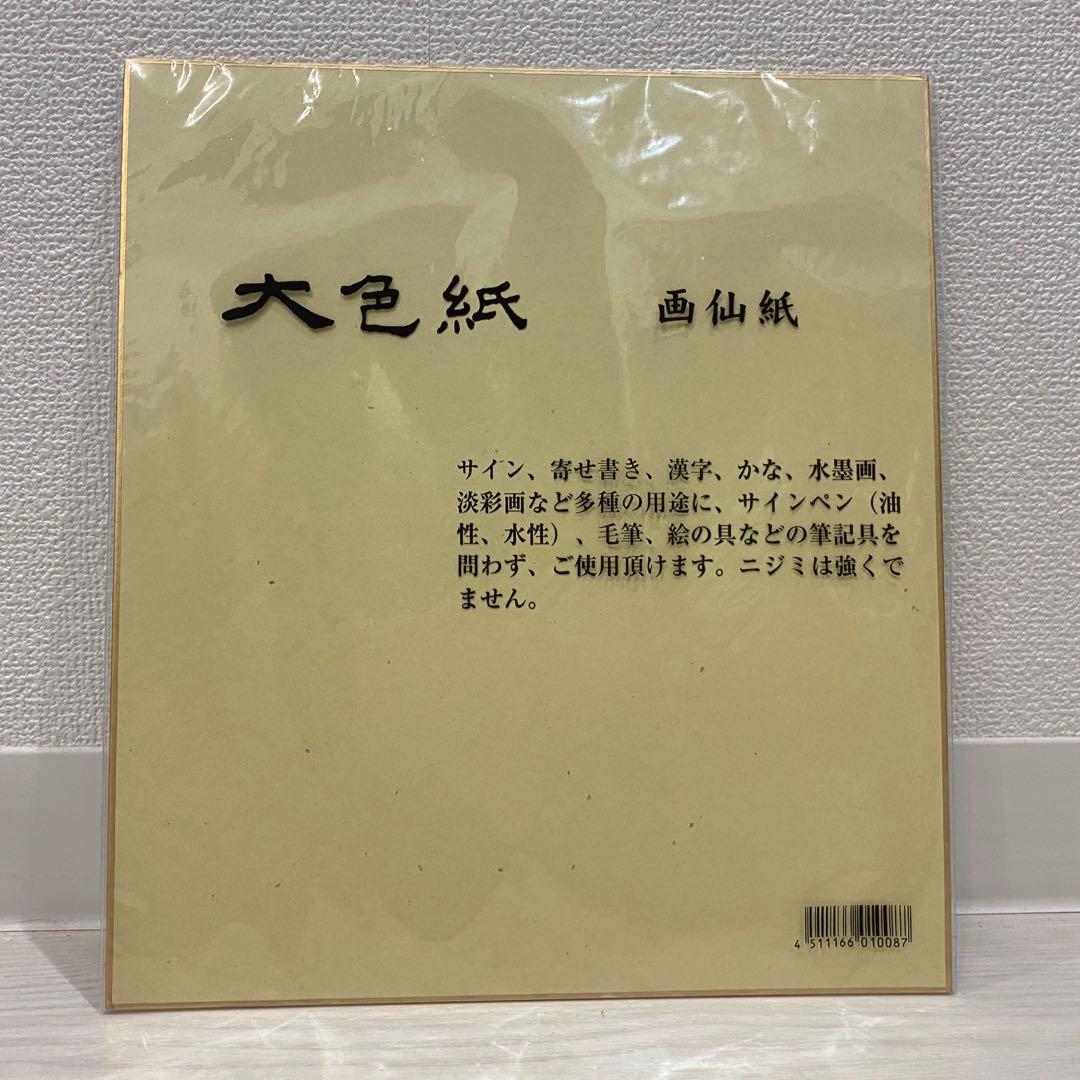 大色紙
画仙紙
サイン、寄せ書き、漢字、かな、水墨画、
淡彩画など多種の用途に、サインペン（油
性、水性）、毛筆、絵の具などの筆記具を
問わず、ご使用頂けます。ニジミは強くで
ません。
4 511166 010087